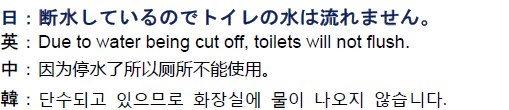 日：断水しているのでトイレの水は流れません。
英：Due to water being cut off, toilets will not flush.
中：因为停水了所以厕所不能使用。
韓：단수되고 있으므로 화장실에 물이 나오지 않습니다.